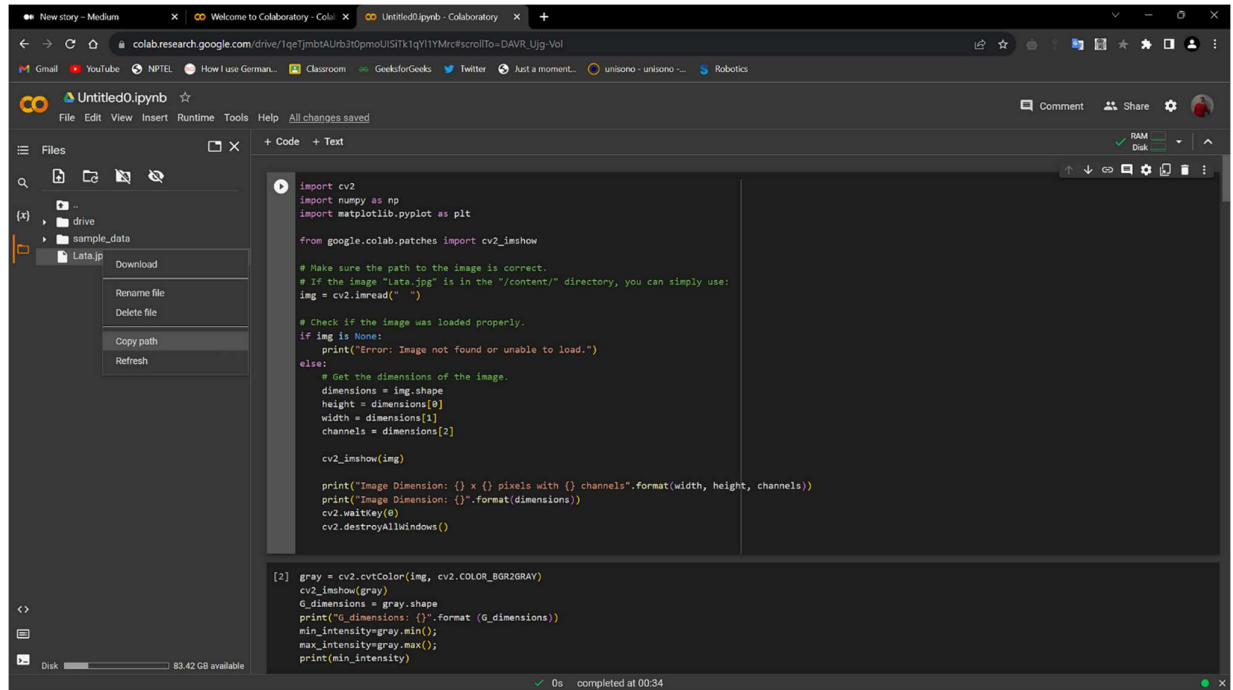 New story – Medium
Welcome to Colaboratory - Colal
Untitled0.ipynb - Colaboratory
colab.research.google.com/drive/1qeTjmbtAUrb3t0pmoUISiTk1qYl1YMrc#scrollTo=DAVR_Ujg-Vol
Gmail YouTube NPTEL How I use German... Classroom GeeksforGeeks Twitter Just a moment... unisono - unisono -... Robotics
Untitled0.ipynb
File Edit View Insert Runtime Tools Help All changes saved
Comment Share
Files
+ Code + Text
RAM
Disk
..
drive
sample_data
Lata.jp
Download
Rename file
Delete file
Copy path
Refresh
import cv2
import numpy as np
import matplotlib.pyplot as plt
from google.colab.patches import cv2_imshow
# Make sure the path to the image is correct.
# If the image "Lata.jpg" is in the "/content/" directory, you can simply use:
img = cv2.imread("  ")
# Check if the image was loaded properly.
if img is None:
    print("Error: Image not found or unable to load.")
else:
    # Get the dimensions of the image.
    dimensions = img.shape
    height = dimensions[0]
    width = dimensions[1]
    channels = dimensions[2]
    cv2_imshow(img)
    print("Image Dimension: {} x {} pixels with {} channels".format(width, height, channels))
    print("Image Dimension: {}".format(dimensions))
    cv2.waitKey(0)
    cv2.destroyAllWindows()
[2] gray = cv2.cvtColor(img, cv2.COLOR_BGR2GRAY)
cv2_imshow(gray)
G_dimensions = gray.shape
print("G_dimensions: {}".format (G_dimensions))
min_intensity=gray.min();
max_intensity=gray.max();
print(min_intensity)
Disk 83.42 GB available
0s completed at 00:34